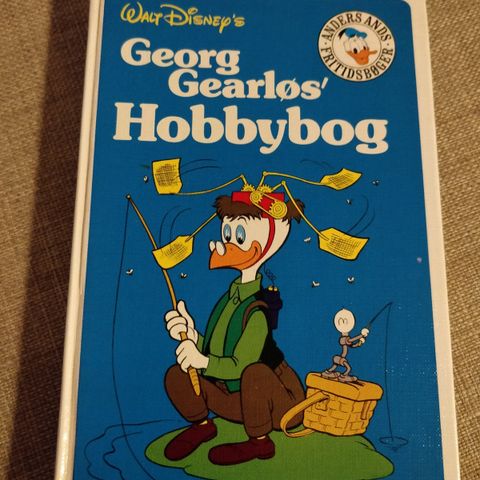 WALT DISNEY'S
Georg
Gearløs'
Hobbybog
ANDERS ANDS
FRITIDSBØGER